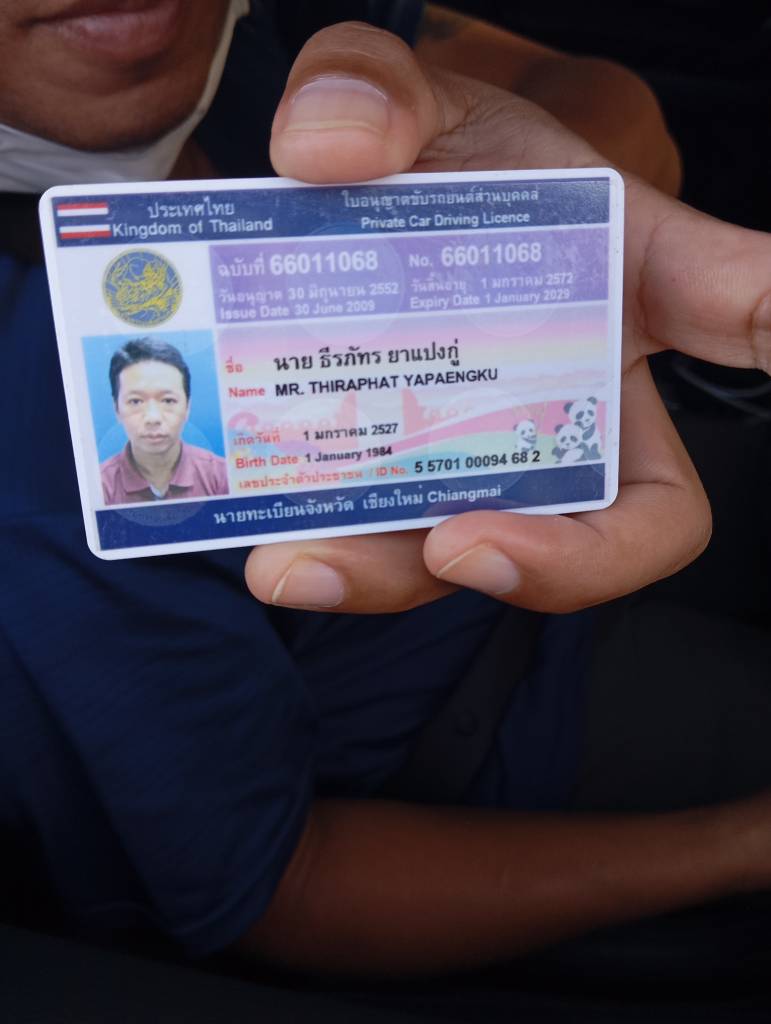 ประเทศไทย
Kingdom of Thailand
ใบอนุญาตขับรถยนต์ส่วนบุคคล
Private Car Driving Licence
ฉบับที่ 66011068
No. 66011068
วันอนุญาต 30 มิถุนายน 2552
Issue Date 30 June 2009
วันสิ้นอายุ 1 มกราคม 2572
Expiry Date 1 January 2029
ชื่อ นาย ธีรภัทร ยาแปงกู่
Name MR. THIRAPHAT YAPAENGKU
เกิดวันที่ 1 มกราคม 2527
Birth Date 1 January 1984
เลขประจำตัวประชาชน / ID No. 5 5701 00094 68 2
นายทะเบียนจังหวัด เชียงใหม่ Chiangmai